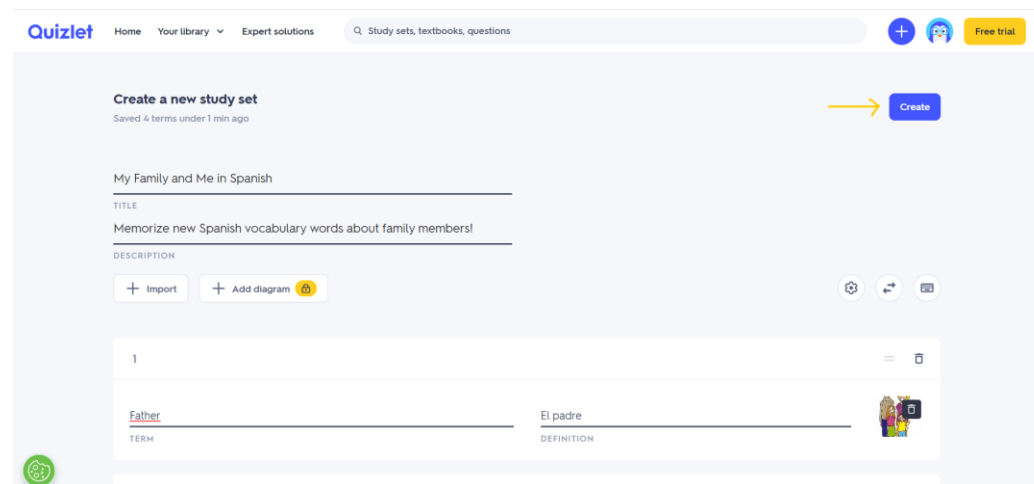 Quizlet Home Your library Expert solutions Study sets, textbooks, questions Free trial
Create a new study set
Saved 4 terms under 1 min ago
Create
My Family and Me in Spanish
TITLE
Memorize new Spanish vocabulary words about family members!
DESCRIPTION
+ Import + Add diagram
1
Father El padre
TERM DEFINITION